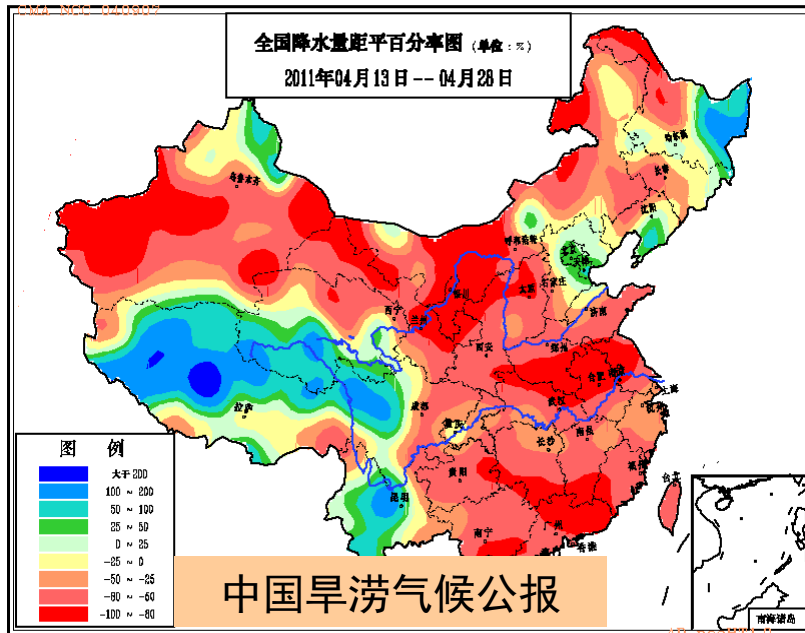 CMA NCC 040907
全国降水量距平百分率图 (单位：%)
2011年04月13日 -- 04月28日
乌鲁木齐
哈尔滨
长春
沈阳
呼和浩特
北京
天津
石家庄
太原
银川
济南
西宁
兰州
西安
郑州
合肥
上海
杭州
武汉
成都
拉萨
重庆
长沙
南昌
贵阳
福州
台北
昆明
南宁
广州
香港
图 例
大于 200
100 ~ 200
50 ~ 100
25 ~ 50
0 ~ 25
-25 ~ 0
-50 ~ -25
-80 ~ -50
-100 ~ -80
南海诸岛
中国旱涝气候公报